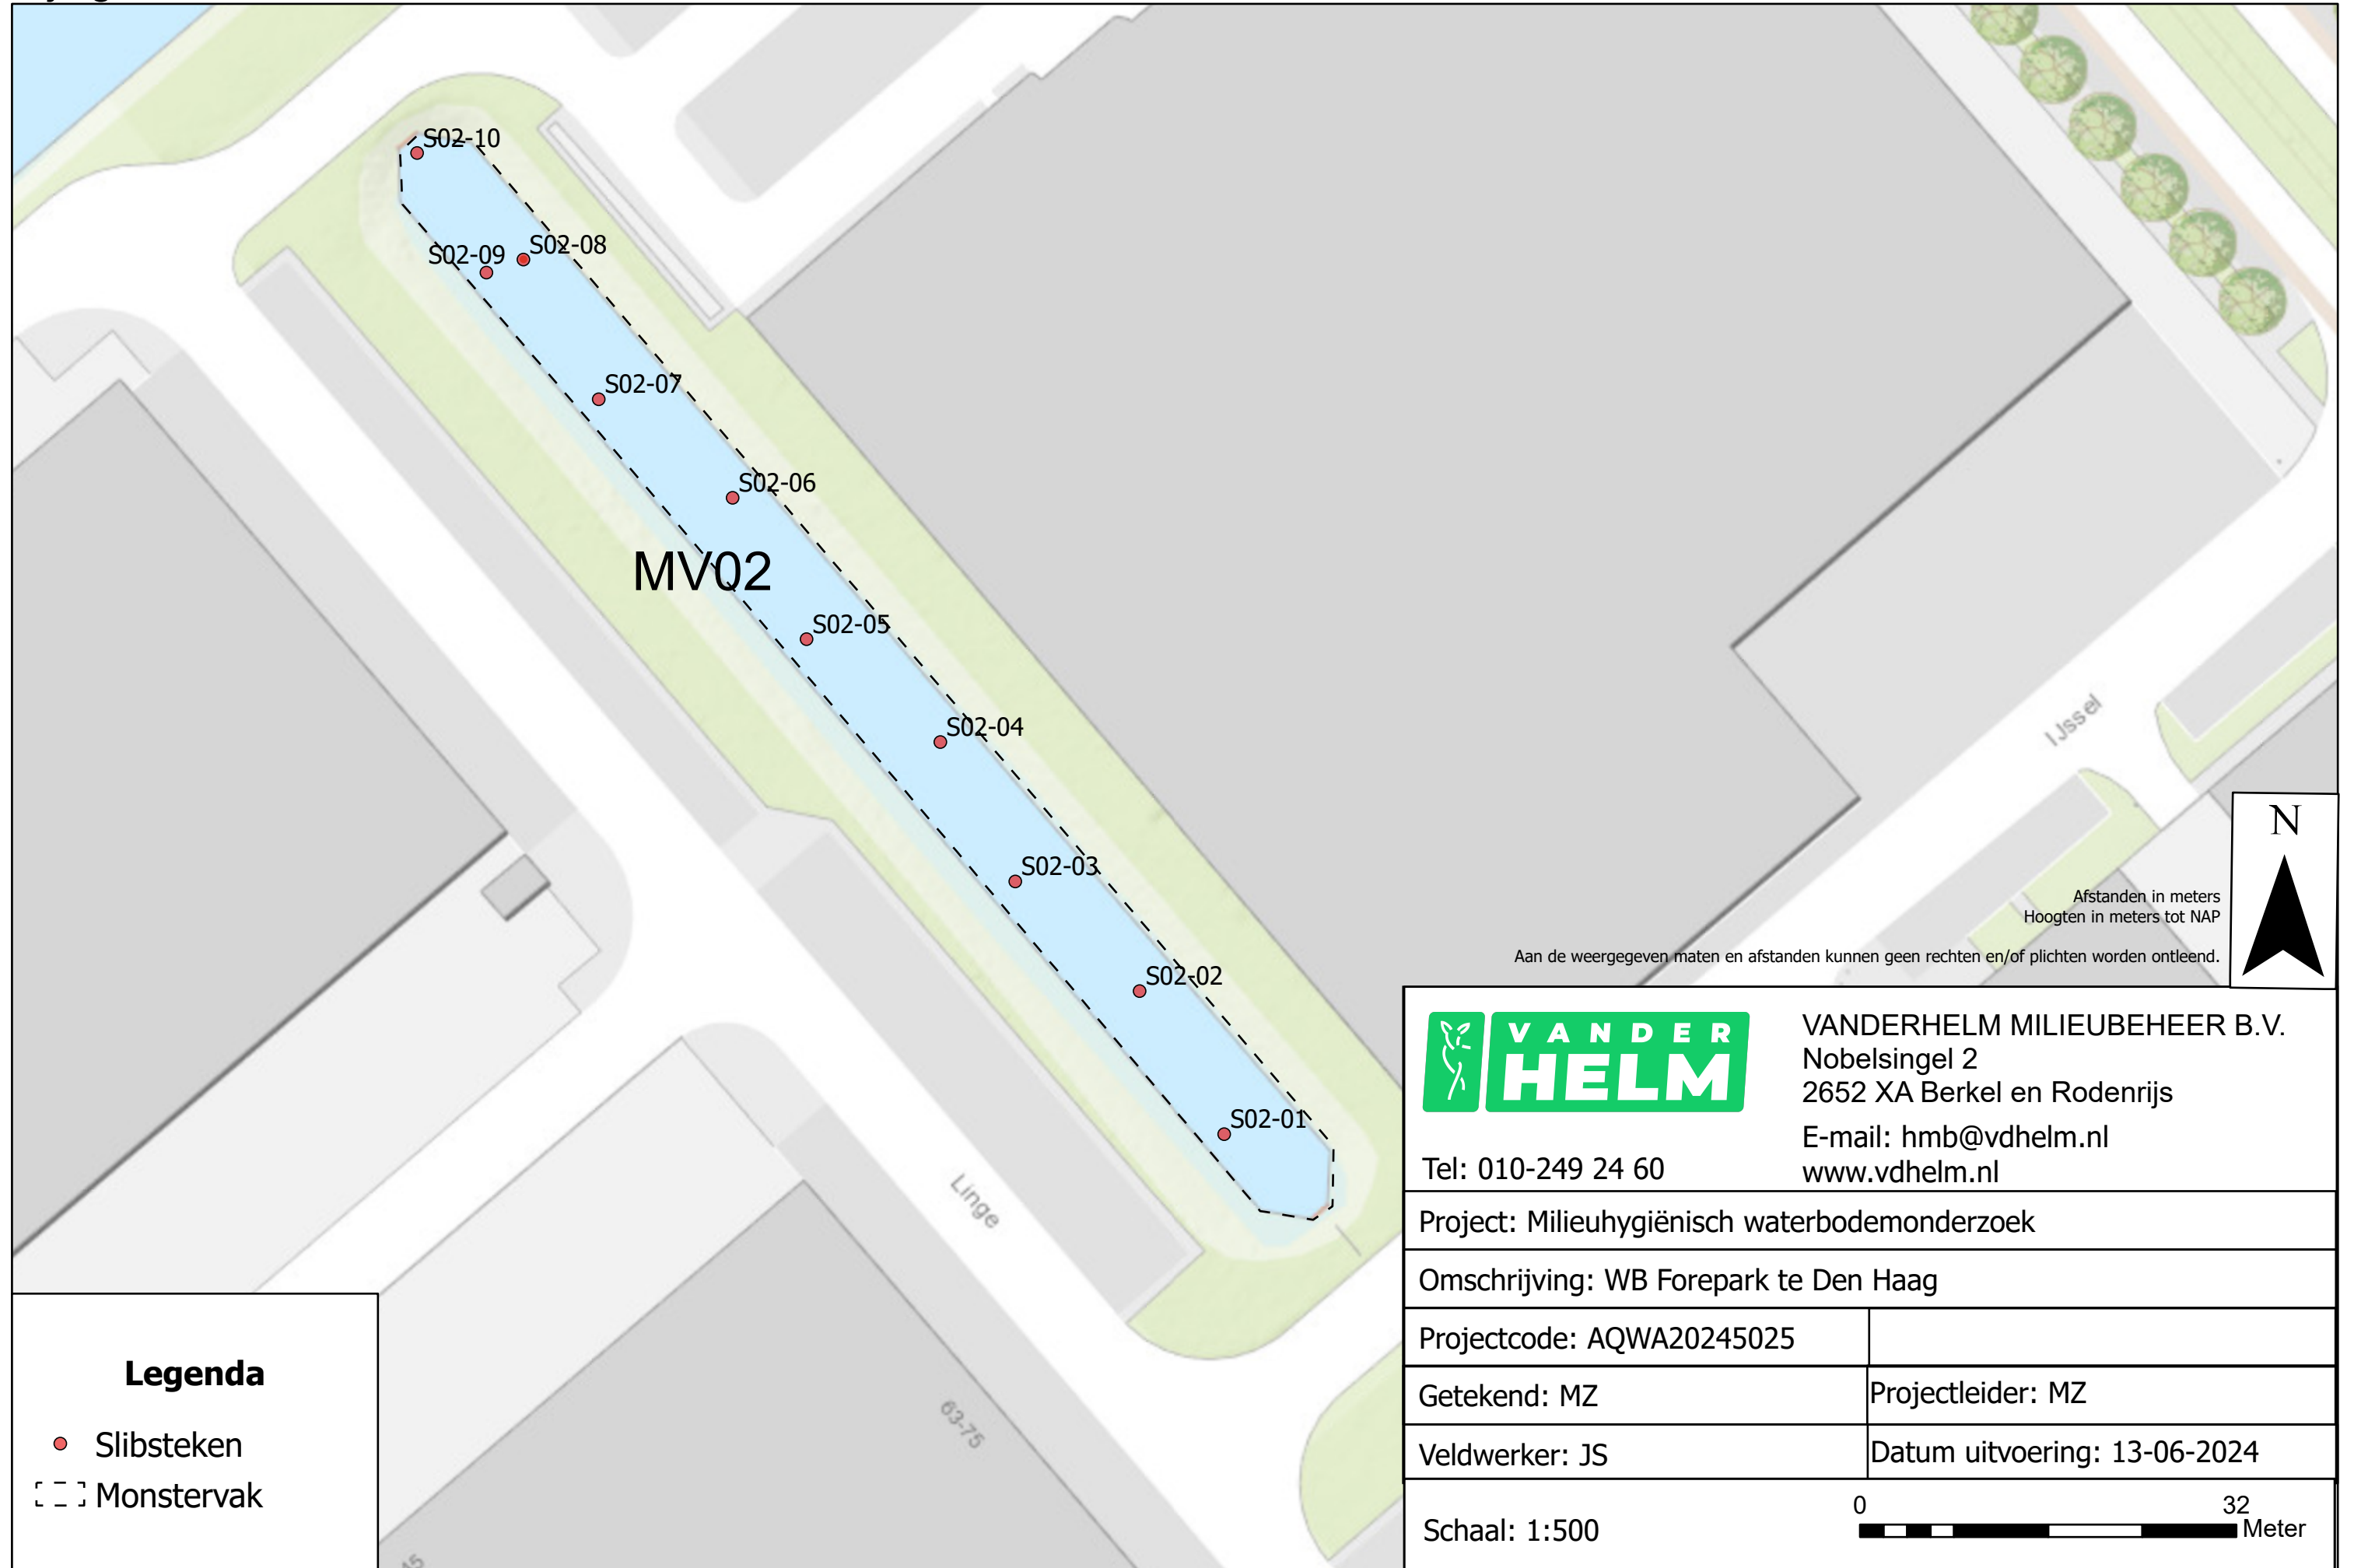 S02-10
S02-09
S02-08
S02-07
S02-06
MV02
S02-05
S02-04
S02-03
S02-02
S02-01
IJssel
Linge
63-75
N
Afstanden in meters
Hoogten in meters tot NAP
Aan de weergegeven maten en afstanden kunnen geen rechten en/of plichten worden ontleend.
VANDER
HELM
Tel: 010-249 24 60
VANDERHELM MILIEUBEHEER B.V.
Nobelsingel 2
2652 XA Berkel en Rodenrijs
E-mail: hmb@vdhelm.nl
www.vdhelm.nl
Project: Milieuhygiënisch waterbodemonderzoek
Omschrijving: WB Forepark te Den Haag
Projectcode: AQWA20245025
Getekend: MZ
Projectleider: MZ
Veldwerker: JS
Datum uitvoering: 13-06-2024
Schaal: 1:500
0 32
Meter
Legenda
Slibsteken
Monstervak